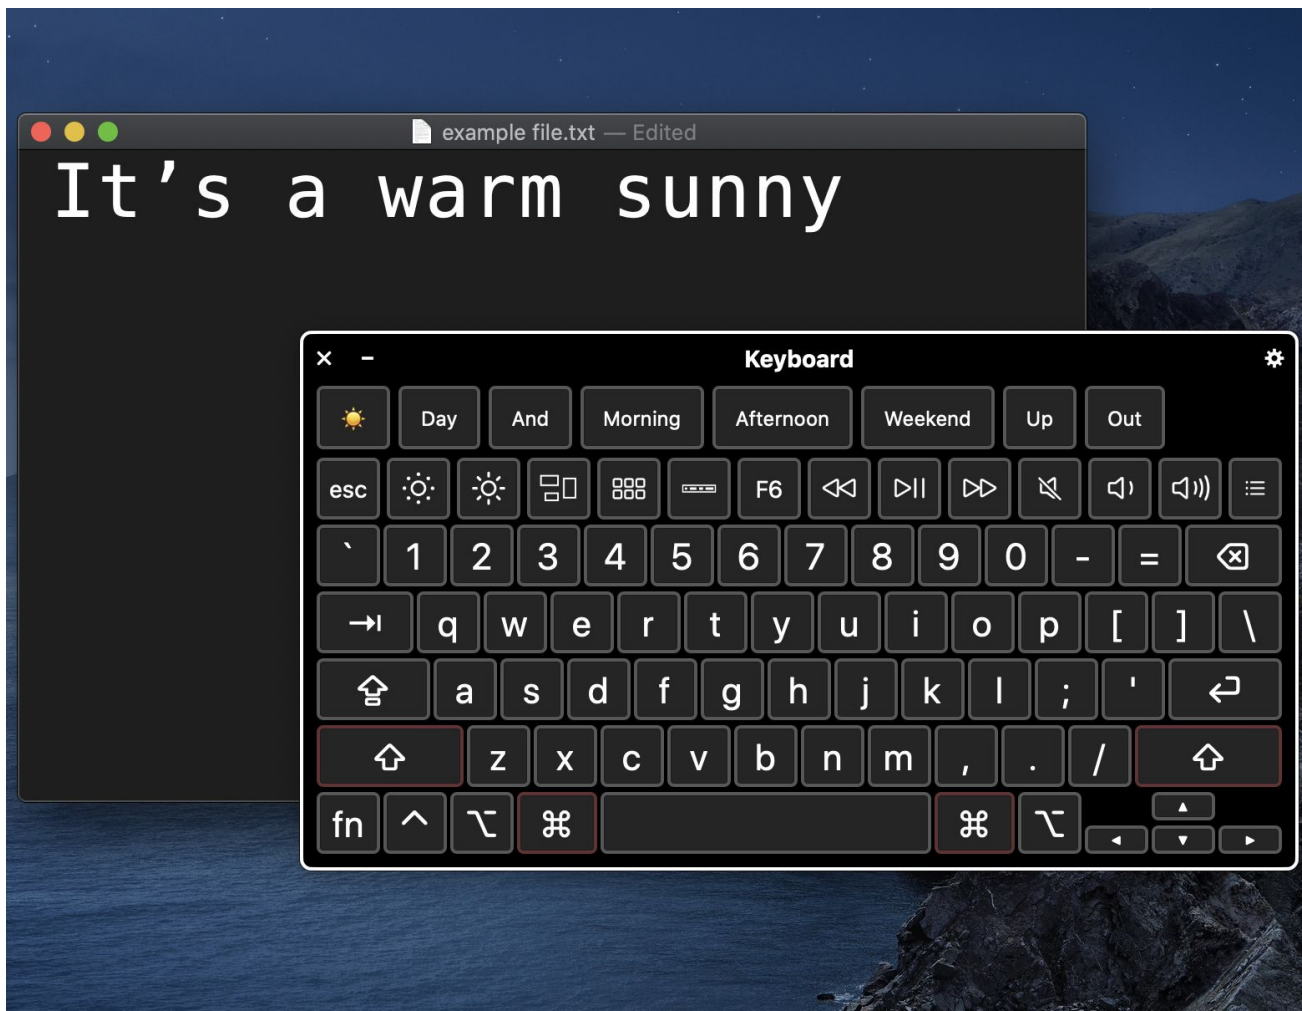 example file.txt — Edited
It’s a warm sunny
Keyboard
Day And Morning Afternoon Weekend Up Out
esc F6
` 1 2 3 4 5 6 7 8 9 0 - =
q w e r t y u i o p [ ] \
a s d f g h j k l ; '
z x c v b n m , . /
fn ^ ⌥ ⌘ ⌘ ⌥